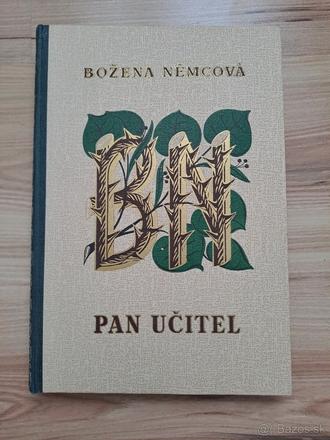 BOŽENA NĚMCOVÁ
BN
PAN UČITEL
@ Bazos.sk